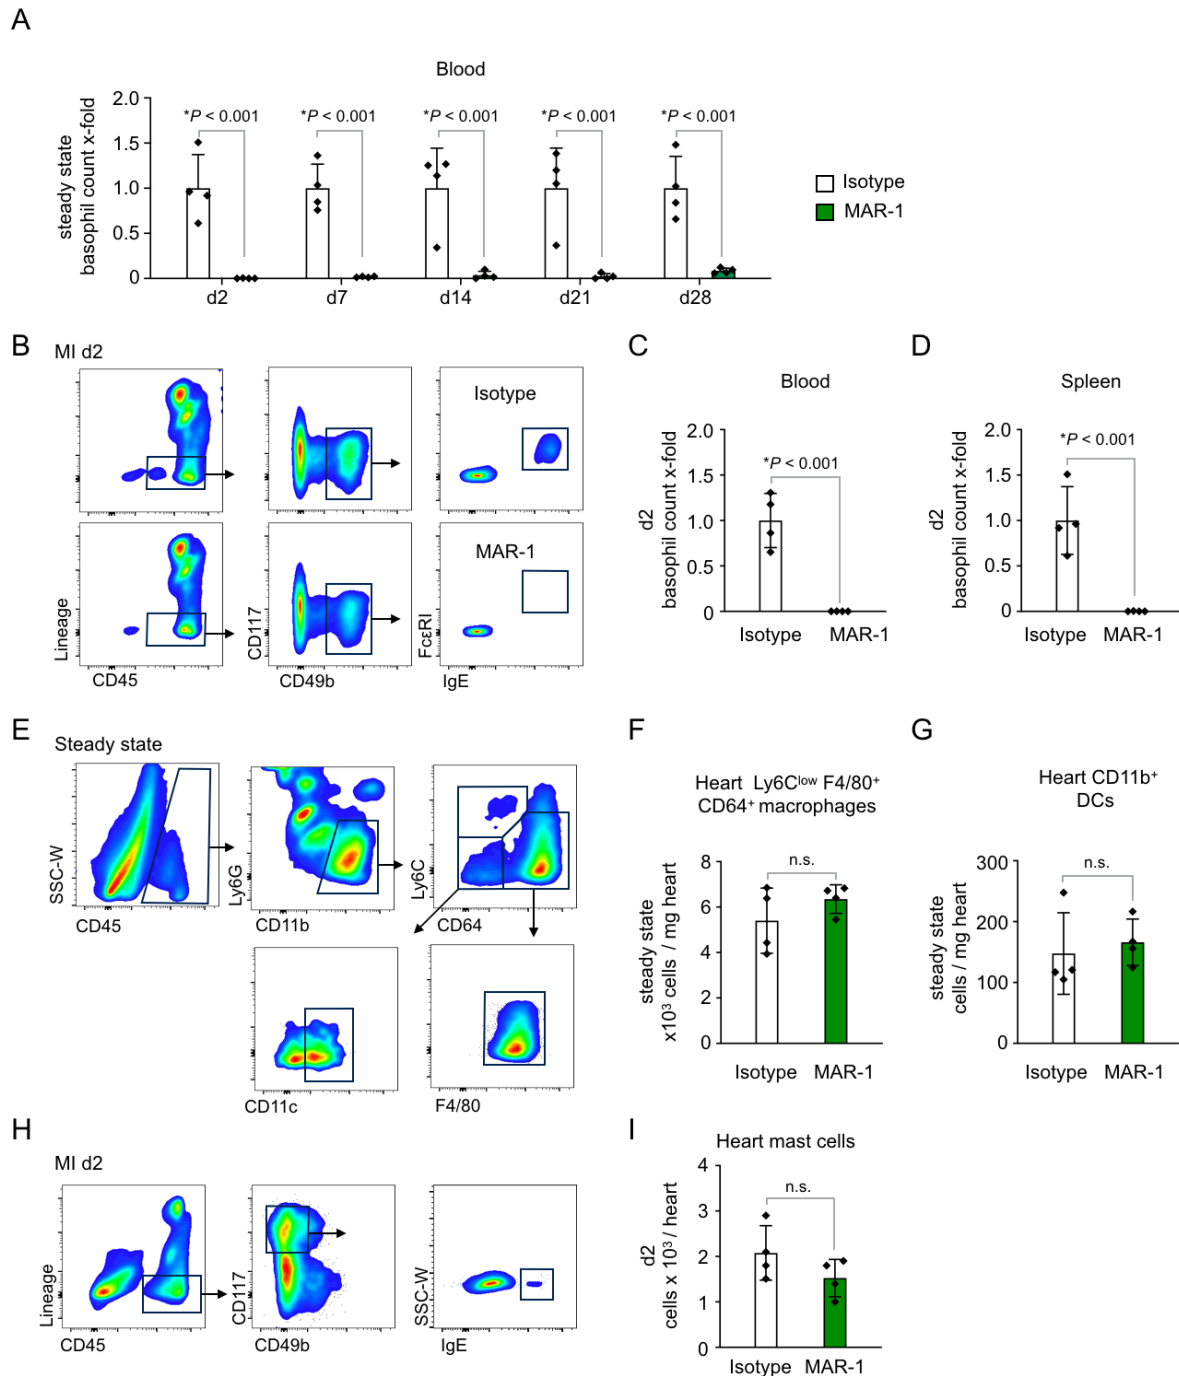 A
Blood
steady state
basophil count x-fold
2.0
1.5
1.0
0.5
0
*P < 0.001
*P < 0.001
*P < 0.001
*P < 0.001
*P < 0.001
d2
d7
d14
d21
d28
Isotype
MAR-1
B
MI d2
Isotype
MAR-1
Lineage
CD45
CD117
CD49b
FcεRI
IgE
C
Blood
d2
basophil count x-fold
2.0
1.5
1.0
0.5
0
*P < 0.001
Isotype
MAR-1
D
Spleen
d2
basophil count x-fold
2.0
1.5
1.0
0.5
0
*P < 0.001
Isotype
MAR-1
E
Steady state
SSC-W
CD45
Ly6G
CD11b
Ly6C
CD64
CD11c
F4/80
F
Heart Ly6Clow F4/80+
CD64+ macrophages
steady state
x10³ cells / mg heart
8
6
4
2
0
n.s.
Isotype
MAR-1
G
Heart CD11b+
DCs
steady state
cells / mg heart
300
200
100
0
n.s.
Isotype
MAR-1
H
MI d2
Lineage
CD45
CD117
CD49b
SSC-W
IgE
I
Heart mast cells
d2
cells x 10³ / heart
4
3
2
1
0
n.s.
Isotype
MAR-1